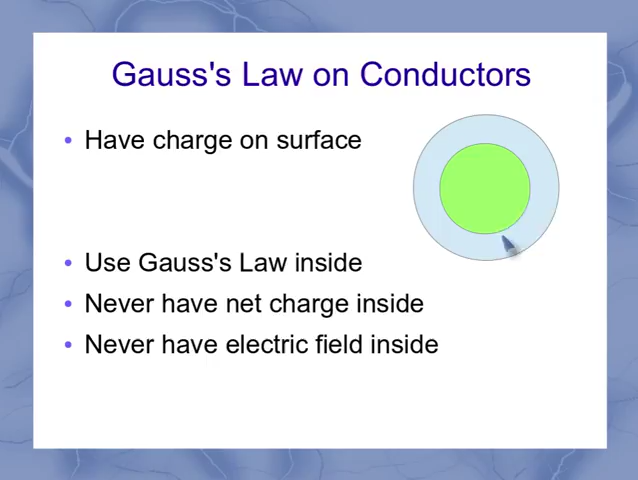 Gauss's Law on Conductors
Have charge on surface
Use Gauss's Law inside
Never have net charge inside
Never have electric field inside